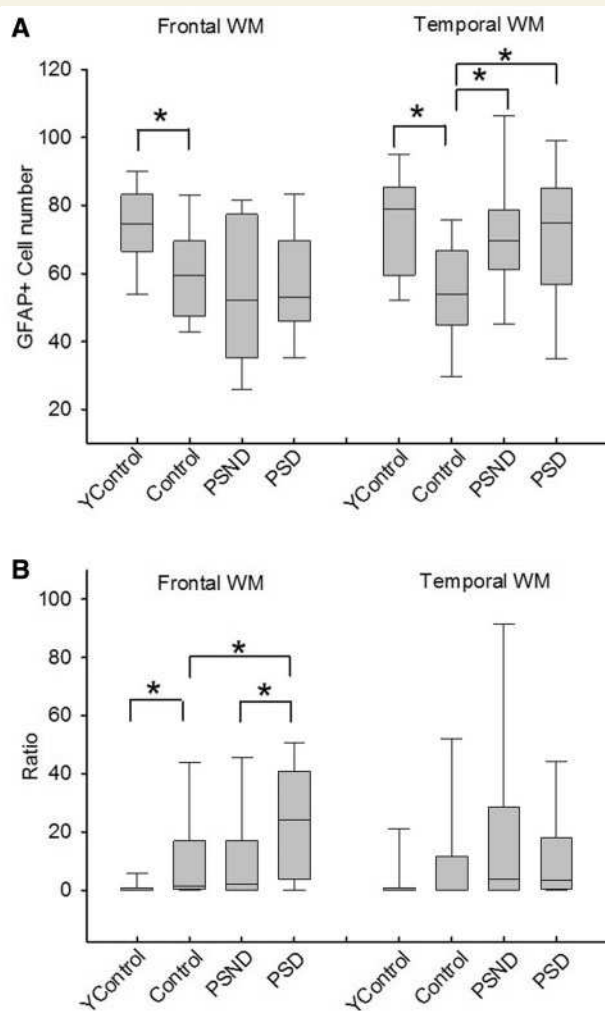 A
Frontal WM
Temporal WM
120
100
80
60
40
20
GFAP+ Cell number
*
*
*
*
YControl
Control
PSND
PSD
YControl
Control
PSND
PSD
B
Frontal WM
Temporal WM
100
80
60
40
20
0
Ratio
*
*
*
YControl
Control
PSND
PSD
YControl
Control
PSND
PSD